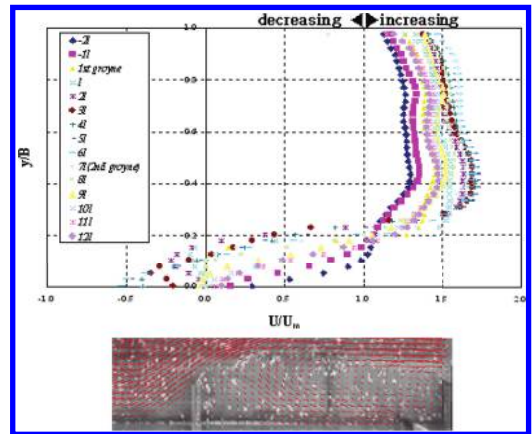 decreasing ◄► increasing
1.0
0.8
0.6
0.4
0.2
0.0
y/B
-2l
-1l
1st groyne
l
2l
3l
4l
5l
6l
7l(2nd groyne)
8l
9l
10l
11l
12l
-1.0 -0.5 0.0 0.5 1.0 1.5 2.0
U/Um